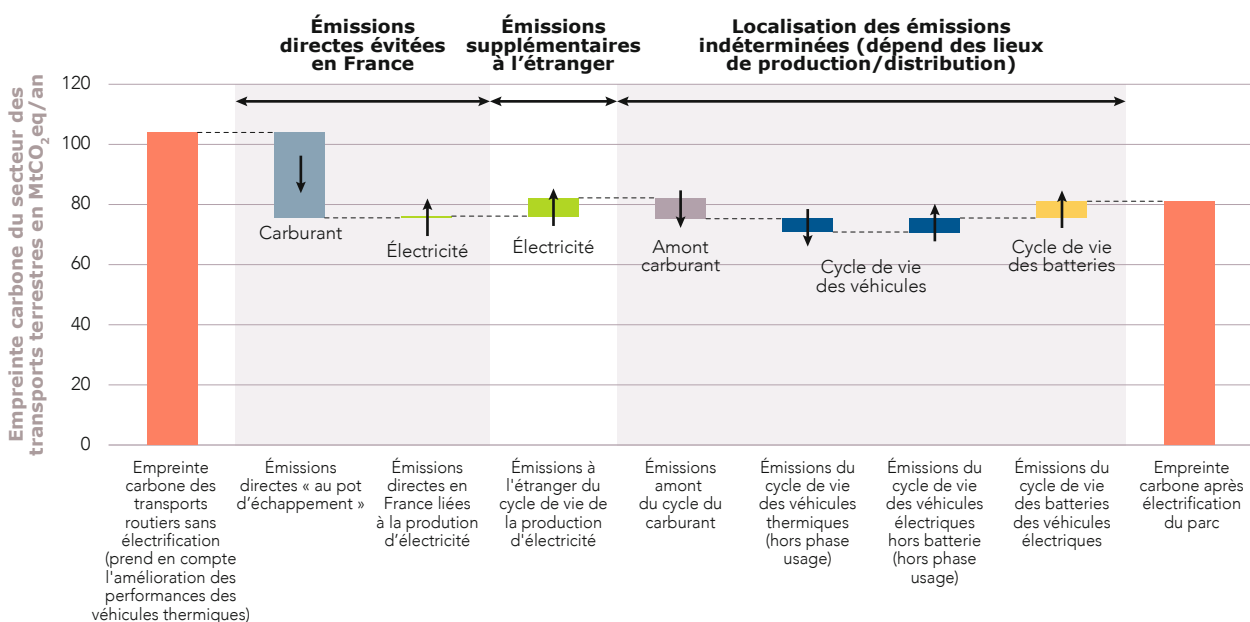 Émissions
directes évitées
en France
Émissions
supplémentaires
à l’étranger
Localisation des émissions
indéterminées (dépend des lieux
de production/distribution)
Empreinte carbone du secteur des
transports terrestres en MtCO2eq/an
120
100
80
60
40
20
0
Carburant
Électricité
Électricité
Amont
carburant
Cycle de vie
des véhicules
Cycle de vie
des batteries
Empreinte
carbone des
transports
routiers sans
électrification
(prend en compte
l'amélioration des
performances des
véhicules thermiques)
Émissions
directes « au pot
d’échappement »
Émissions
directes en
France liées
à la prodution
d’électricité
Émissions à
l'étranger du
cycle de vie de
la production
d'électricité
Émissions
amont
du cycle du
carburant
Émissions du
cycle de vie
des véhicules
thermiques
(hors phase
usage)
Émissions du
cycle de vie
des véhicules
électriques
hors batterie
(hors phase
usage)
Émissions du
cycle de vie
des batteries
des véhicules
électriques
Empreinte
carbone après
électrification
du parc